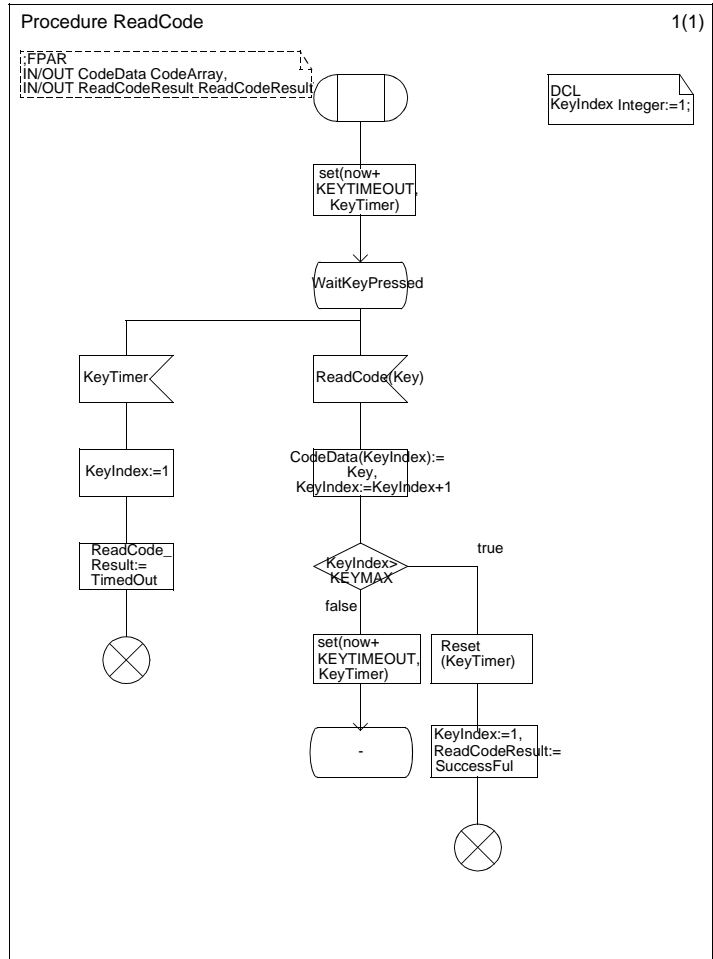 Procedure ReadCode
1(1)
;FPAR
IN/OUT CodeData CodeArray,
IN/OUT ReadCodeResult ReadCodeResult
DCL
KeyIndex Integer:=1;
set(now+
KEYTIMEOUT,
KeyTimer)
WaitKeyPressed
KeyTimer
ReadCode(Key)
KeyIndex:=1
CodeData(KeyIndex):=
Key,
KeyIndex:=KeyIndex+1
ReadCode_
Result:=
TimedOut
KeyIndex>
KEYMAX
true
false
set(now+
KEYTIMEOUT,
KeyTimer)
Reset
(KeyTimer)
-
KeyIndex:=1,
ReadCodeResult:=
SuccessFul